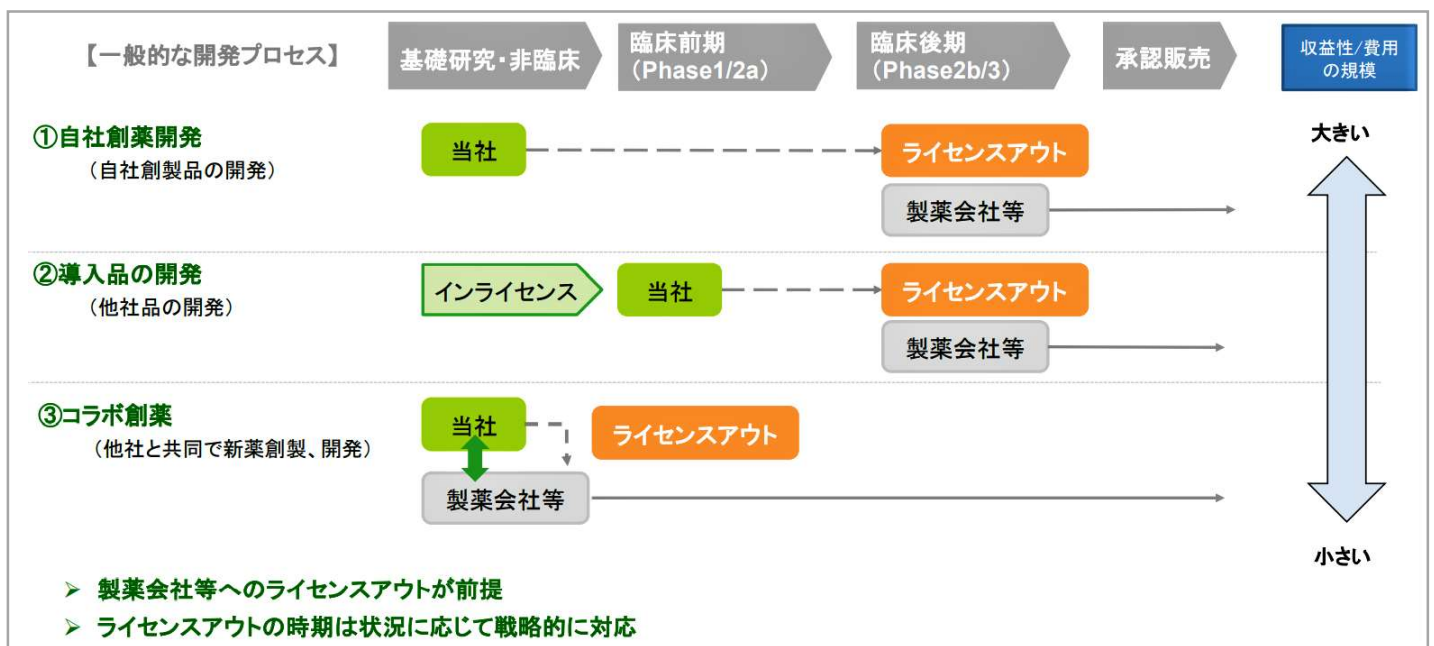 【一般的な開発プロセス】
基礎研究・非臨床
臨床前期
(Phase1/2a)
臨床後期
(Phase2b/3)
承認販売
収益性/費用
の規模
①自社創薬開発
(自社創製品の開発)
当社
ライセンスアウト
製薬会社等
大きい
②導入品の開発
(他社品の開発)
インライセンス
当社
ライセンスアウト
製薬会社等
③コラボ創薬
(他社と共同で新薬創製、開発)
当社
ライセンスアウト
製薬会社等
小さい
➢ 製薬会社等へのライセンスアウトが前提
➢ ライセンスアウトの時期は状況に応じて戦略的に対応